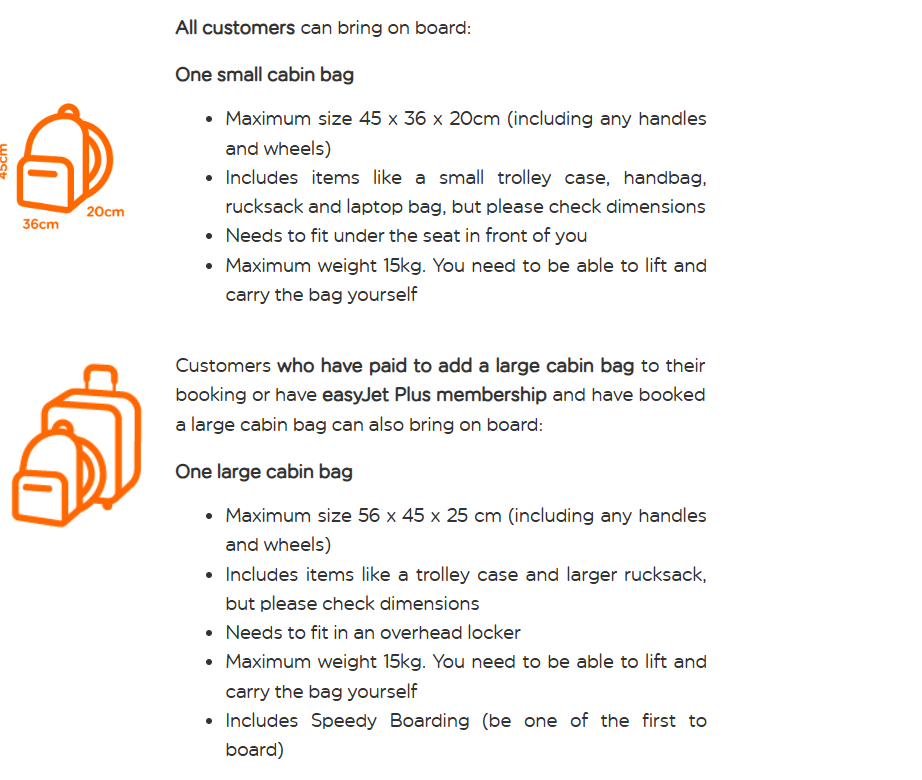 All customers can bring on board:
One small cabin bag
• Maximum size 45 x 36 x 20cm (including any handles
and wheels)
• Includes items like a small trolley case, handbag,
rucksack and laptop bag, but please check dimensions
• Needs to fit under the seat in front of you
• Maximum weight 15kg. You need to be able to lift and
carry the bag yourself
45cm
36cm
20cm
Customers who have paid to add a large cabin bag to their
booking or have easyJet Plus membership and have booked
a large cabin bag can also bring on board:
One large cabin bag
• Maximum size 56 x 45 x 25 cm (including any handles
and wheels)
• Includes items like a trolley case and larger rucksack,
but please check dimensions
• Needs to fit in an overhead locker
• Maximum weight 15kg. You need to be able to lift and
carry the bag yourself
• Includes Speedy Boarding (be one of the first to
board)